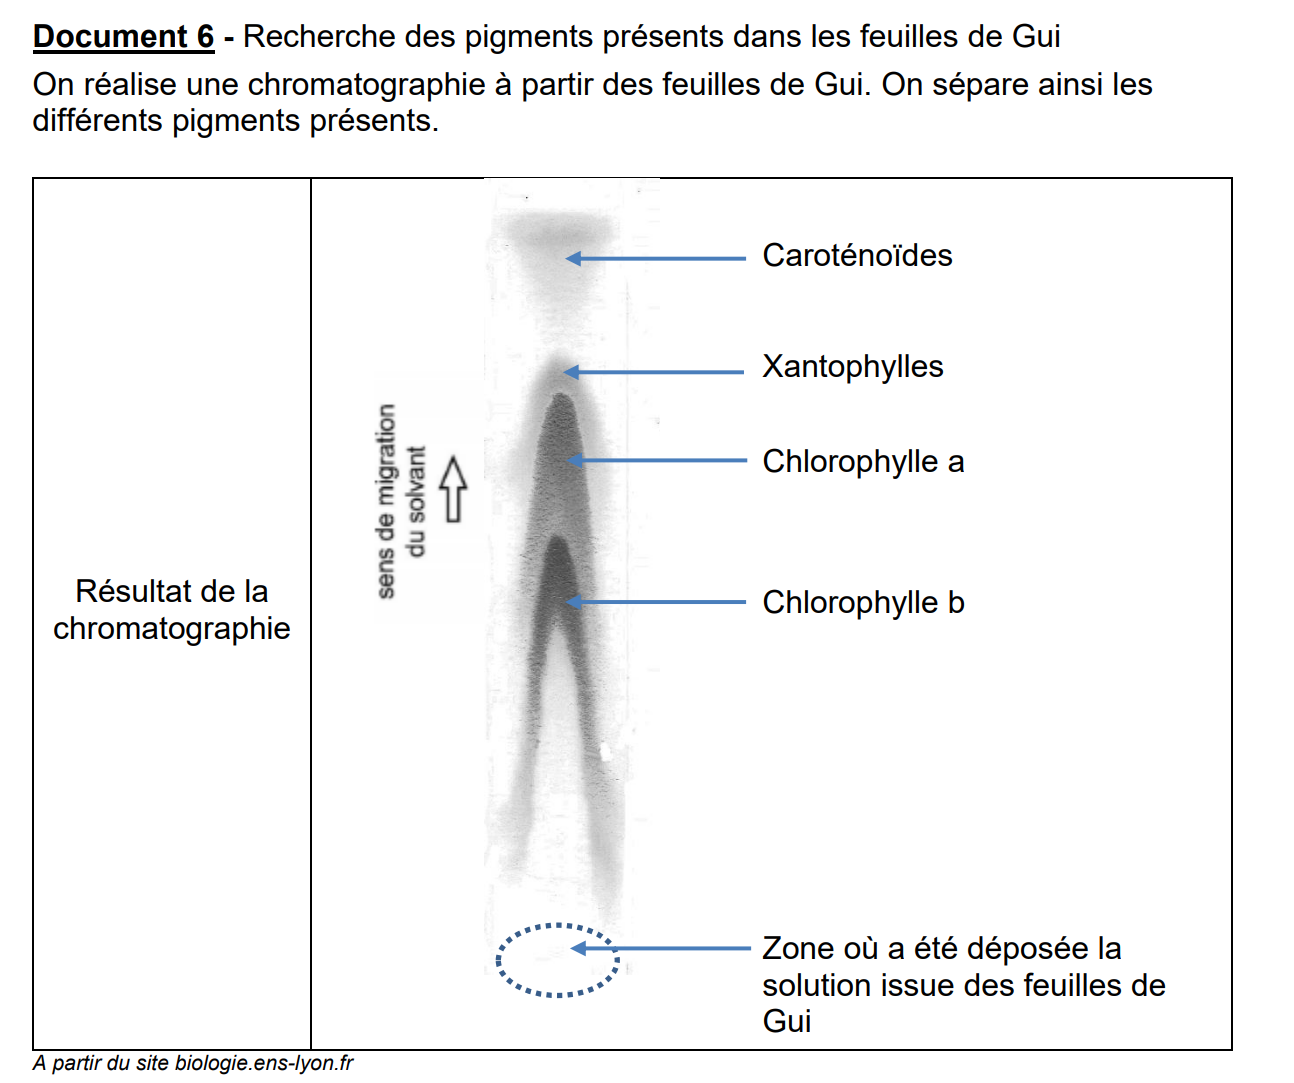 Document 6 - Recherche des pigments présents dans les feuilles de Gui
On réalise une chromatographie à partir des feuilles de Gui. On sépare ainsi les
différents pigments présents.
Résultat de la
chromatographie
sens de migration
du solvant
Caroténoïdes
Xantophylles
Chlorophylle a
Chlorophylle b
Zone où a été déposée la
solution issue des feuilles de
Gui
A partir du site biologie.ens-lyon.fr